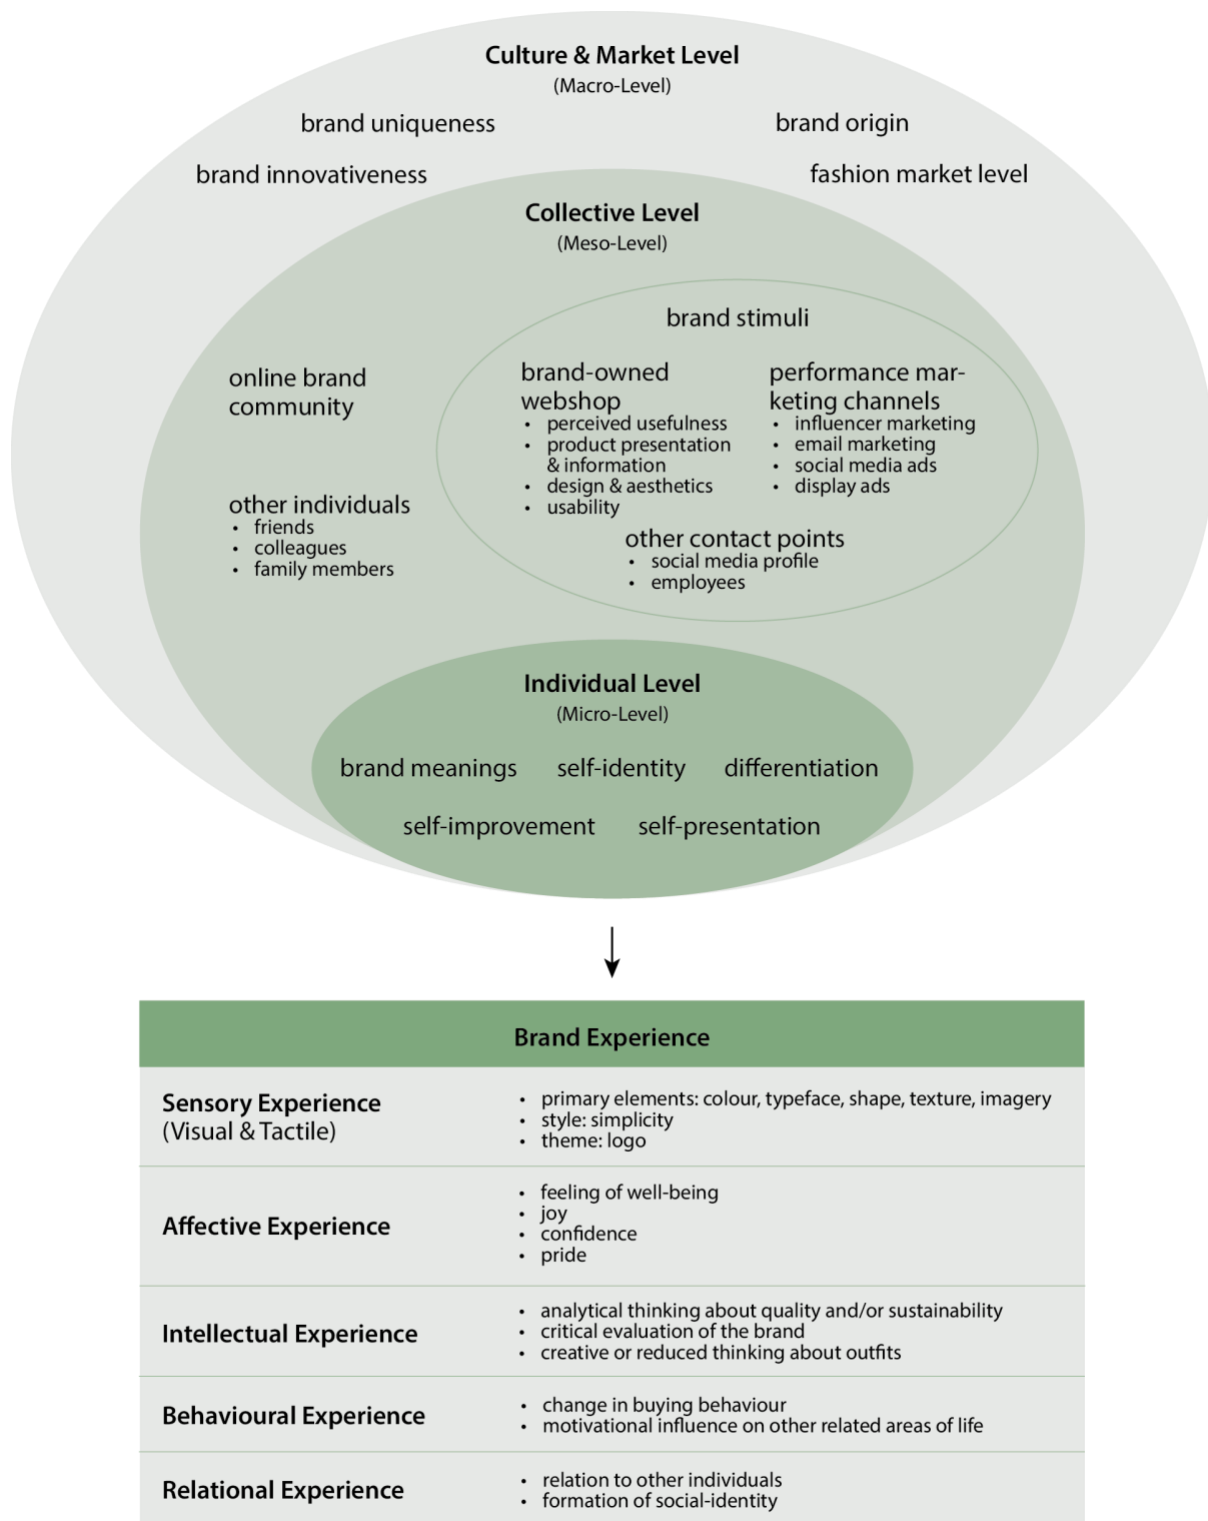 Culture & Market Level
(Macro-Level)
brand uniqueness
brand origin
brand innovativeness
fashion market level
Collective Level
(Meso-Level)
online brand
community
other individuals
• friends
• colleagues
• family members
brand stimuli
brand-owned
webshop
• perceived usefulness
• product presentation
& information
• design & aesthetics
• usability
performance mar-
keting channels
• influencer marketing
• email marketing
• social media ads
• display ads
other contact points
• social media profile
• employees
Individual Level
(Micro-Level)
brand meanings
self-identity
differentiation
self-improvement
self-presentation
Brand Experience
Sensory Experience
(Visual & Tactile)
• primary elements: colour, typeface, shape, texture, imagery
• style: simplicity
• theme: logo
Affective Experience
• feeling of well-being
• joy
• confidence
• pride
Intellectual Experience
• analytical thinking about quality and/or sustainability
• critical evaluation of the brand
• creative or reduced thinking about outfits
Behavioural Experience
• change in buying behaviour
• motivational influence on other related areas of life
Relational Experience
• relation to other individuals
• formation of social-identity